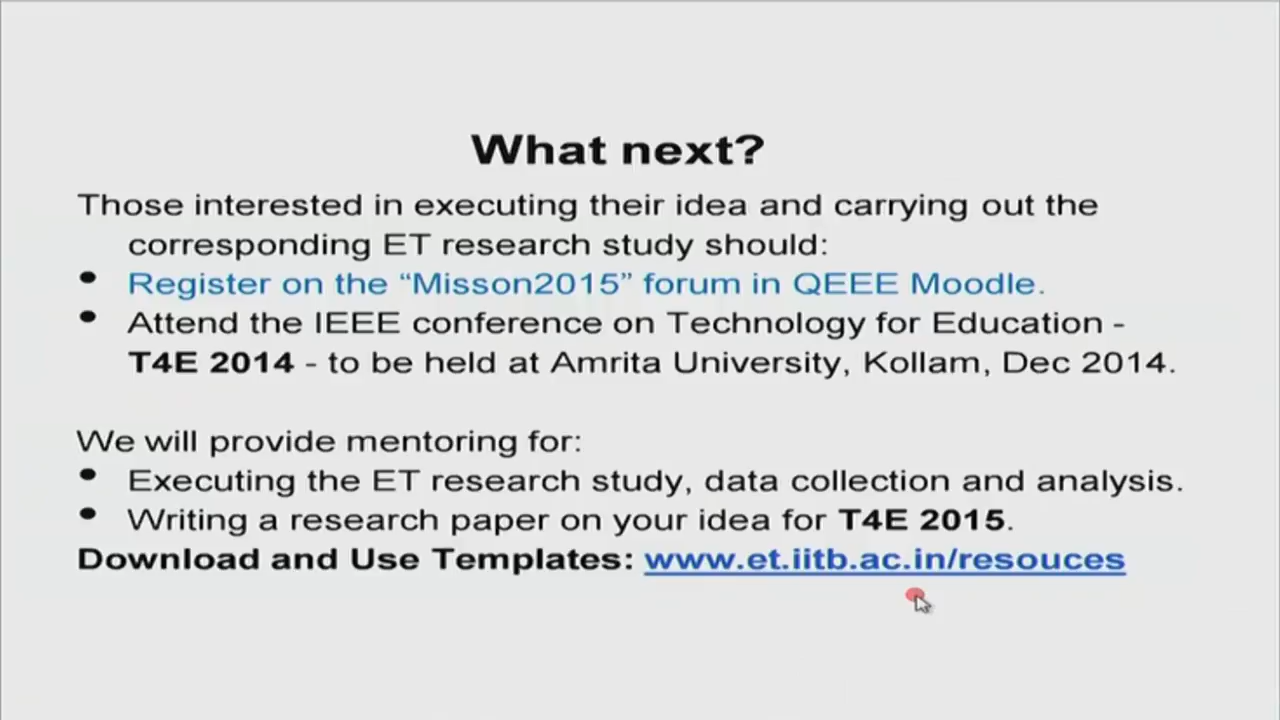 What next?
Those interested in executing their idea and carrying out the
corresponding ET research study should:
• Register on the “Misson2015” forum in QEEE Moodle.
• Attend the IEEE conference on Technology for Education -
T4E 2014 - to be held at Amrita University, Kollam, Dec 2014.
We will provide mentoring for:
• Executing the ET research study, data collection and analysis.
• Writing a research paper on your idea for T4E 2015.
Download and Use Templates: www.et.iitb.ac.in/resouces